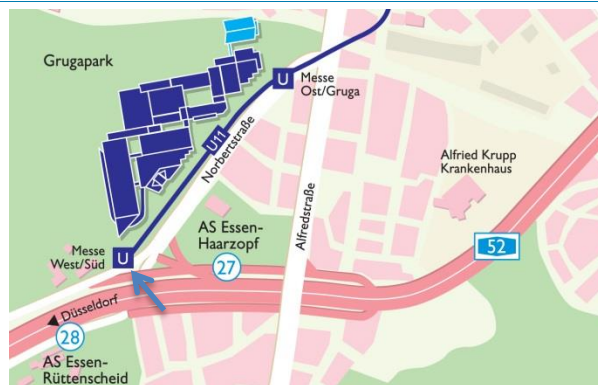 Grugapark
U
Messe
Ost/Gruga
U11
Norbertstraße
Alfredstraße
Alfried Krupp
Krankenhaus
AS Essen-
Haarzopf
27
52
Messe
West/Süd
U
Düsseldorf
28
AS Essen-
Rüttenscheid